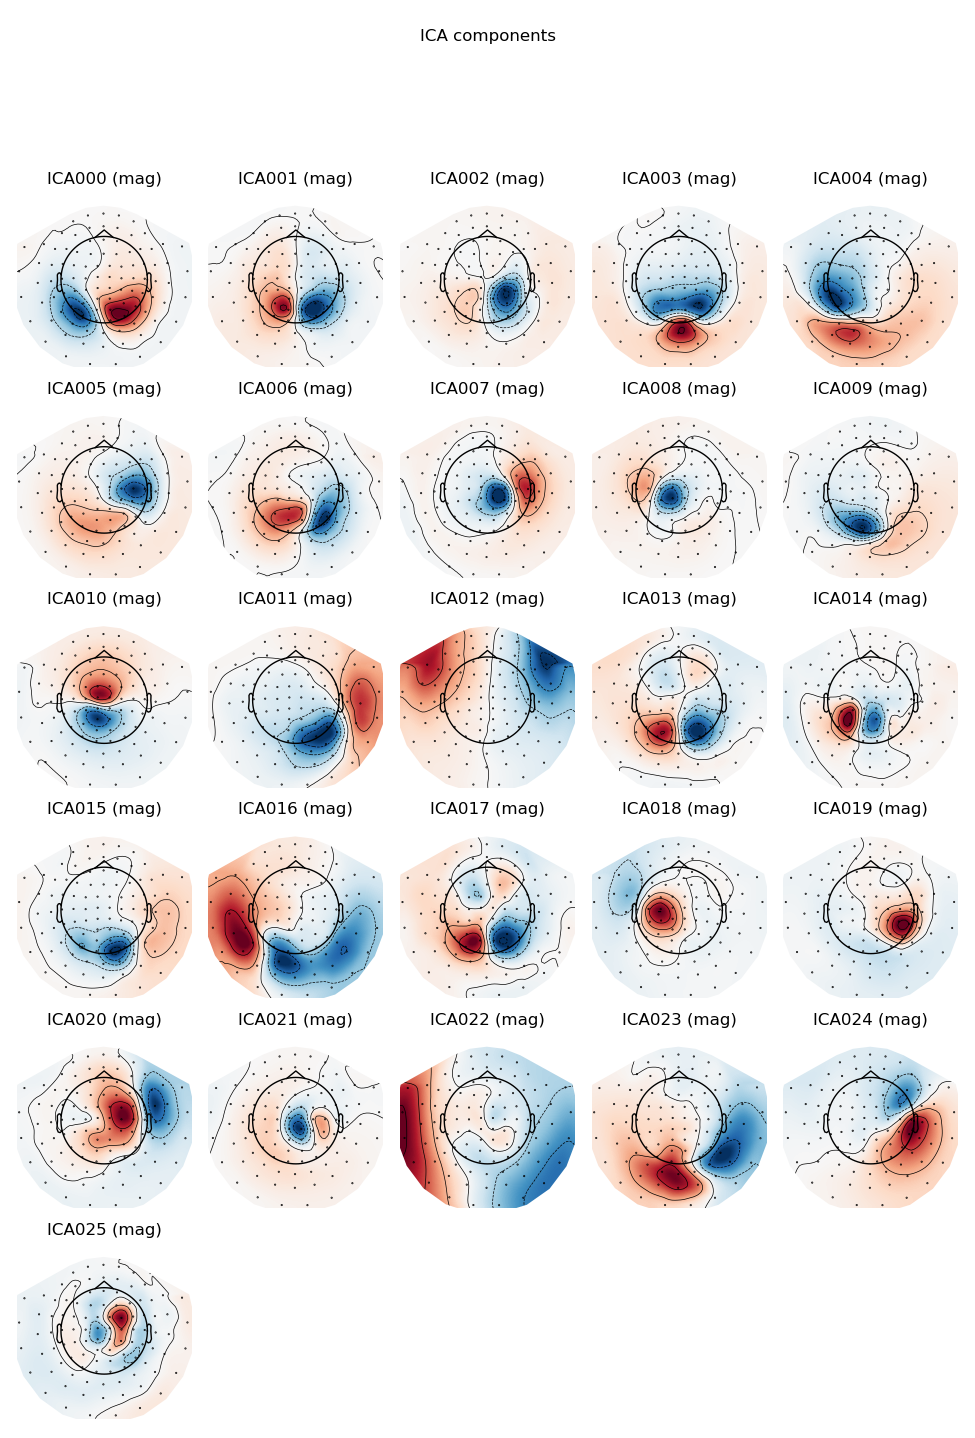 ICA components
ICA000 (mag) ICA001 (mag) ICA002 (mag) ICA003 (mag) ICA004 (mag)
ICA005 (mag) ICA006 (mag) ICA007 (mag) ICA008 (mag) ICA009 (mag)
ICA010 (mag) ICA011 (mag) ICA012 (mag) ICA013 (mag) ICA014 (mag)
ICA015 (mag) ICA016 (mag) ICA017 (mag) ICA018 (mag) ICA019 (mag)
ICA020 (mag) ICA021 (mag) ICA022 (mag) ICA023 (mag) ICA024 (mag)
ICA025 (mag)